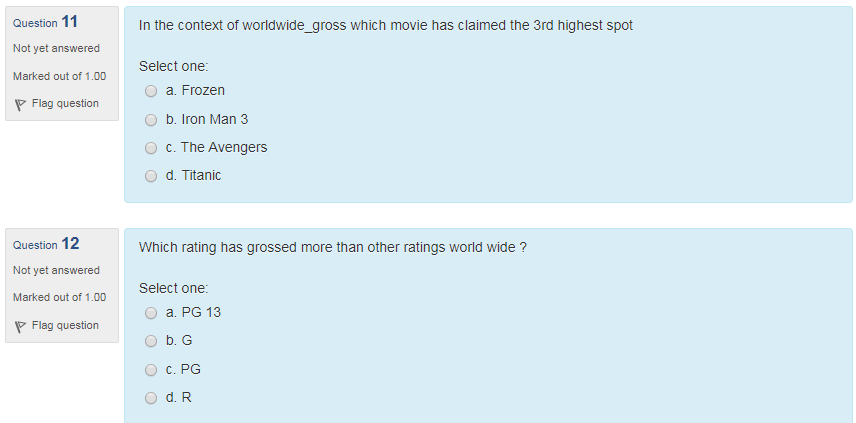 Question 11
Not yet answered
Marked out of 1.00
Flag question
In the context of worldwide_gross which movie has claimed the 3rd highest spot
Select one:
a. Frozen
b. Iron Man 3
c. The Avengers
d. Titanic
Question 12
Not yet answered
Marked out of 1.00
Flag question
Which rating has grossed more than other ratings world wide ?
Select one:
a. PG 13
b. G
c. PG
d. R